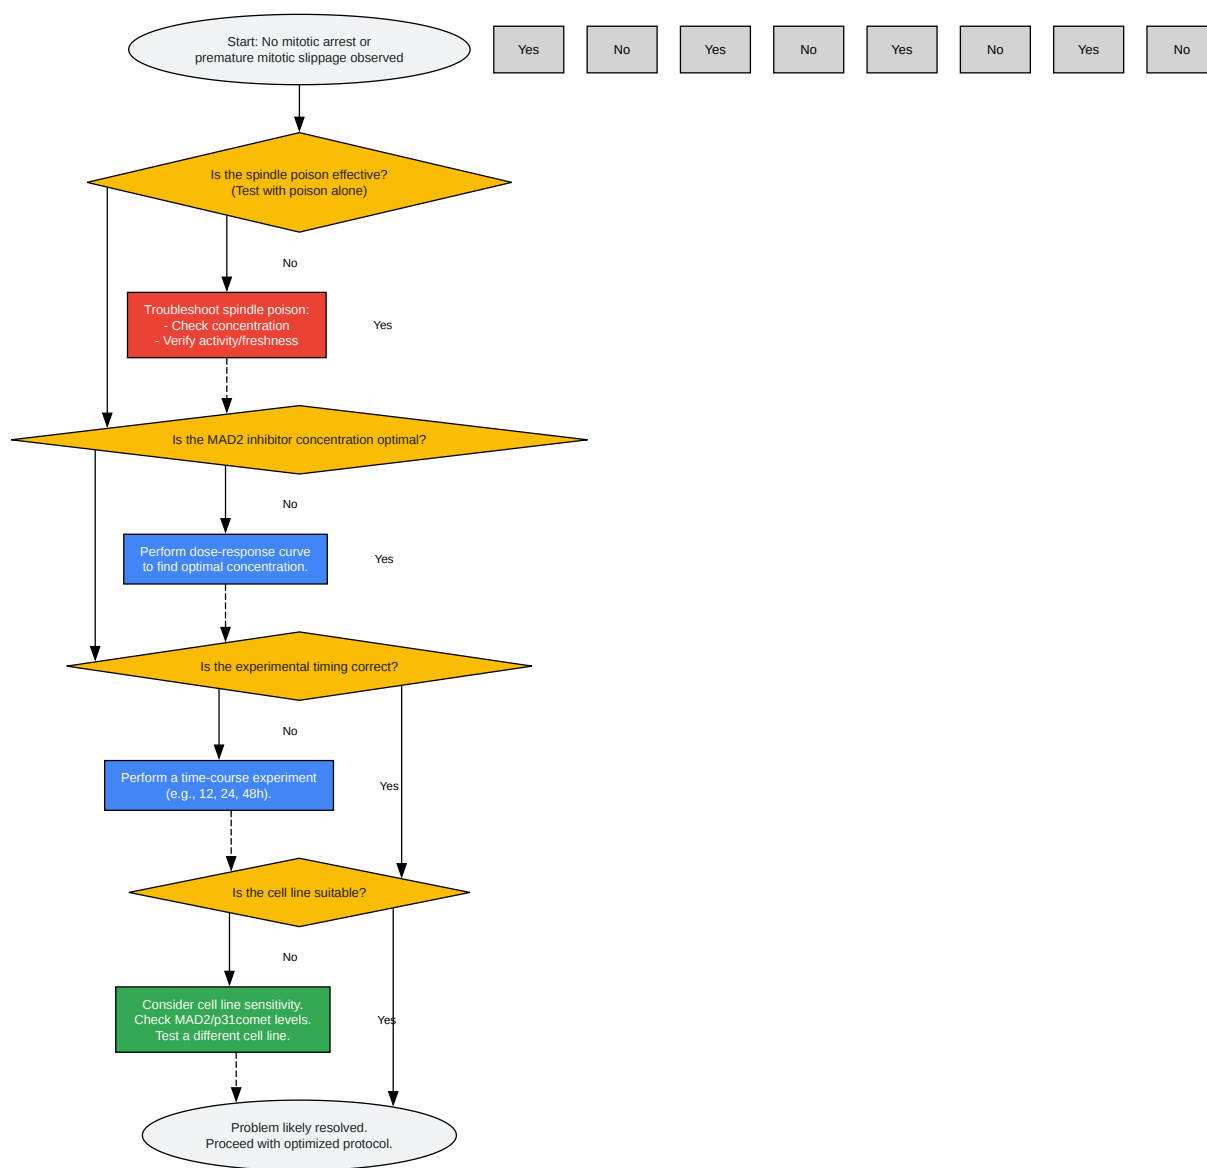 Start: No mitotic arrest or
premature mitotic slippage observed
Yes
No
Yes
No
Yes
No
Yes
No
Is the spindle poison effective?
(Test with poison alone)
No
Troubleshoot spindle poison:
- Check concentration
- Verify activity/freshness
Yes
Is the MAD2 inhibitor concentration optimal?
No
Perform dose-response curve
to find optimal concentration.
Yes
Is the experimental timing correct?
No
Perform a time-course experiment
(e.g., 12, 24, 48h).
Yes
Is the cell line suitable?
No
Consider cell line sensitivity.
Check MAD2/p31comet levels.
Test a different cell line.
Yes
Problem likely resolved.
Proceed with optimized protocol.